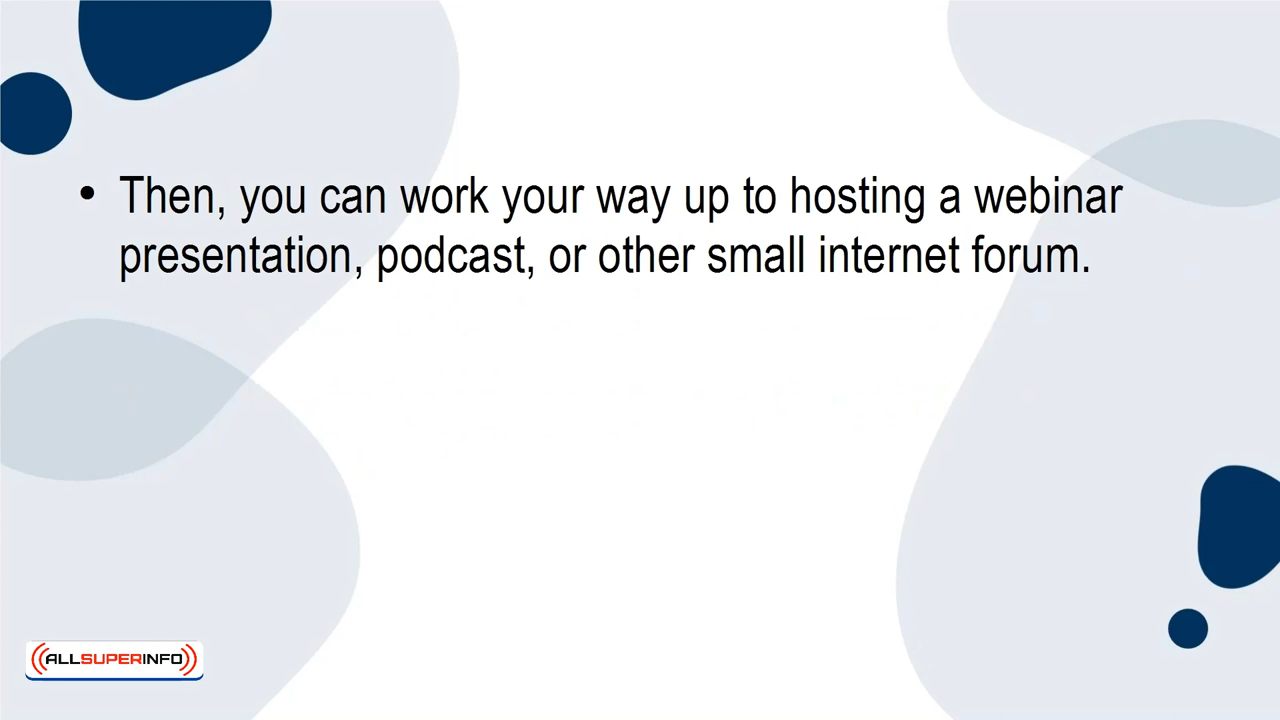 • Then, you can work your way up to hosting a webinar
presentation, podcast, or other small internet forum.
ALLSUPERINFO